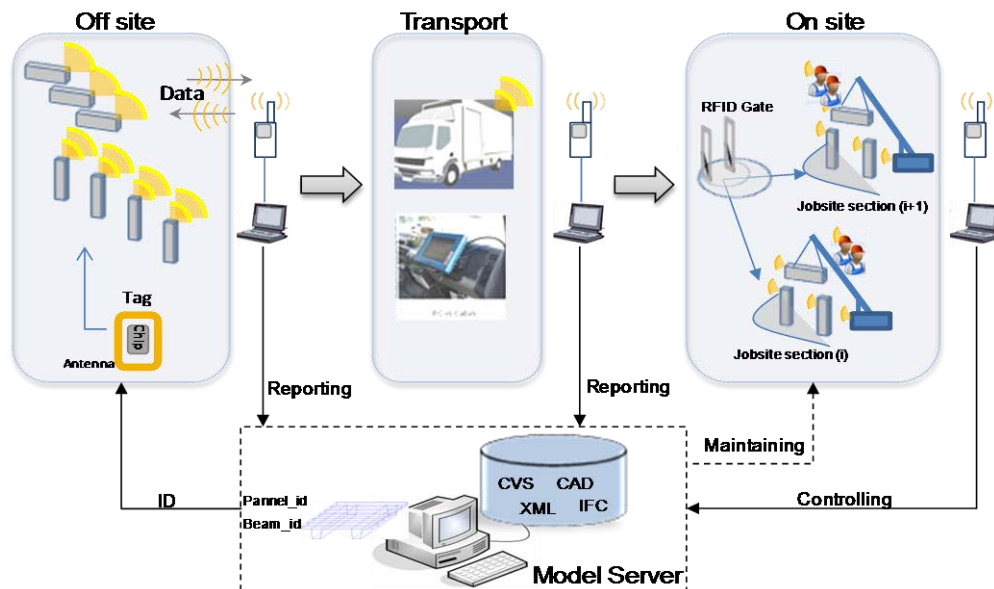 Off site
Transport
On site
Data
RFID Gate
Jobsite section (i+1)
Tag
Chip
Antenna
PC in Cabin
Jobsite section (i)
Reporting
Reporting
Maintaining
ID
Pannel_id
Beam_id
CVS
CAD
XML
IFC
Controlling
Model Server